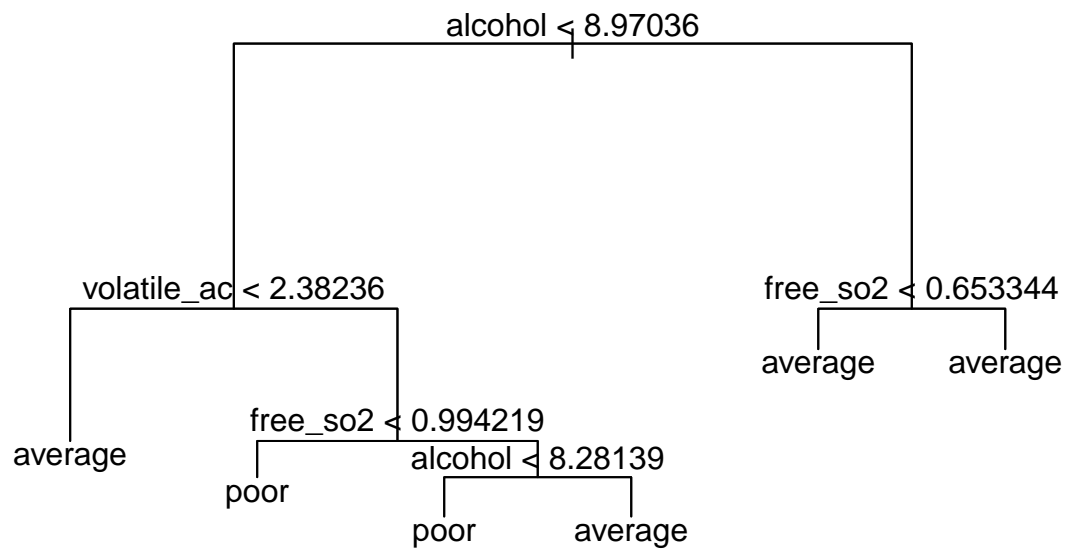 alcohol < 8.97036
volatile_ac < 2.38236
free_so2 < 0.653344
average
average
free_so2 < 0.994219
average
alcohol < 8.28139
poor
poor
average